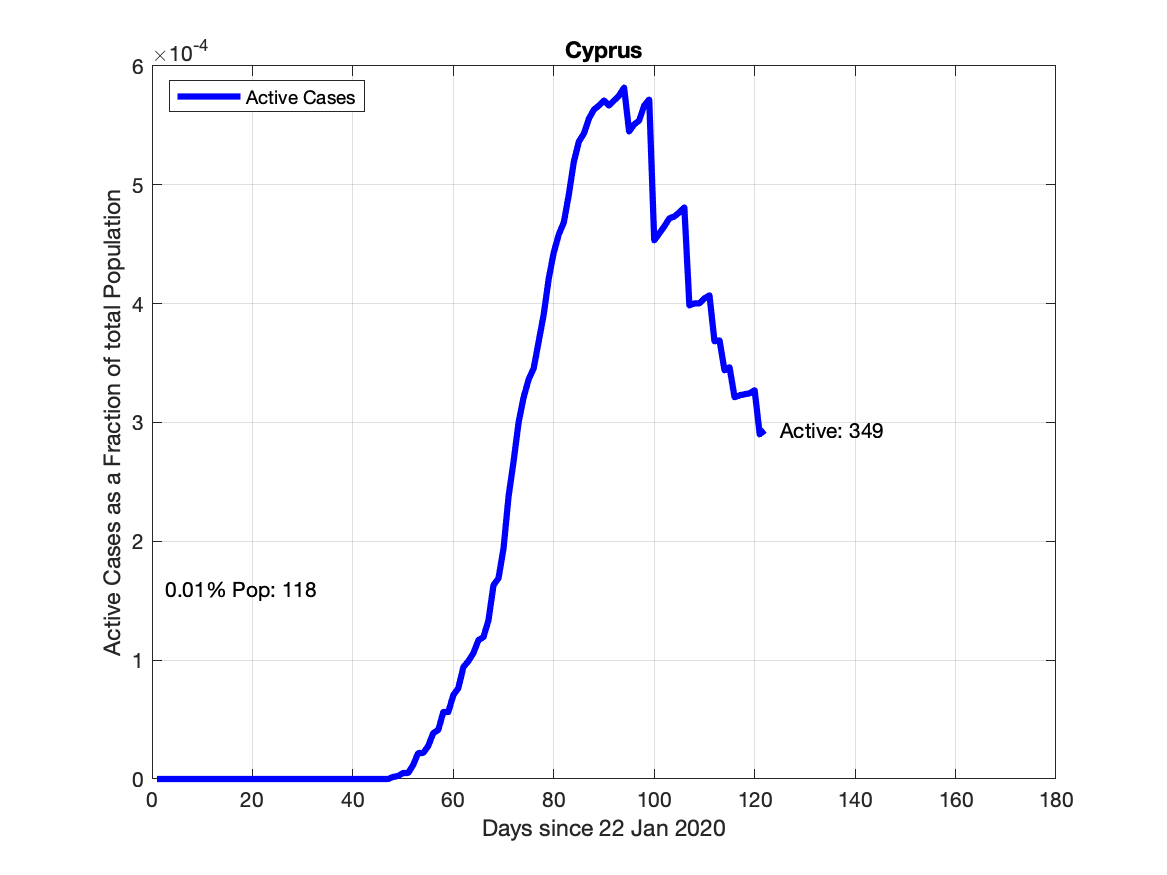 Cyprus
×10-4
6
5
4
3
2
1
0
Active Cases
Active: 349
0.01% Pop: 118
Active Cases as a Fraction of total Population
0 20 40 60 80 100 120 140 160 180
Days since 22 Jan 2020